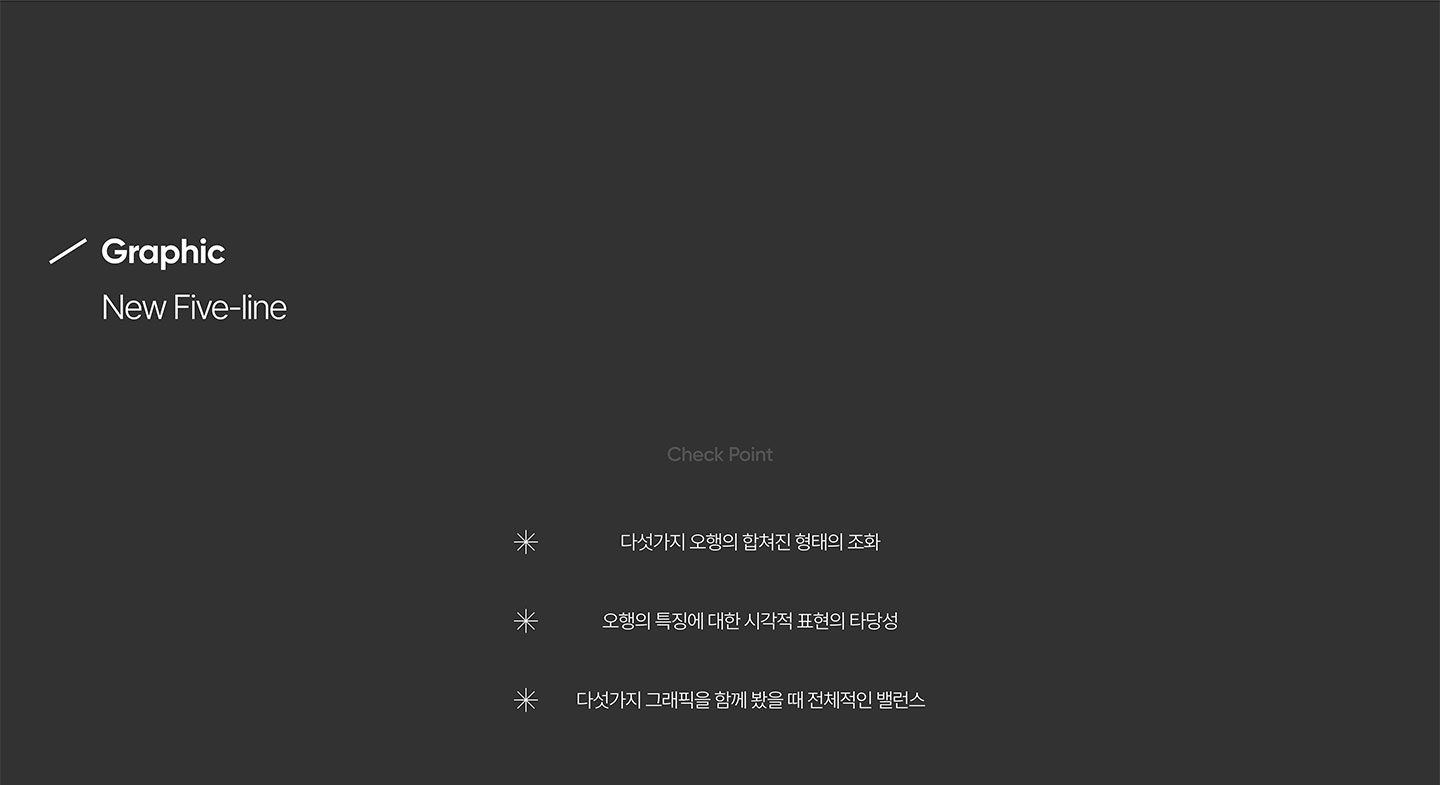 Graphic
New Five-line
Check Point
다섯가지 오행의 합쳐진 형태의 조화
오행의 특징에 대한 시각적 표현의 타당성
다섯가지 그래픽을 함께 봤을 때 전체적인 밸런스